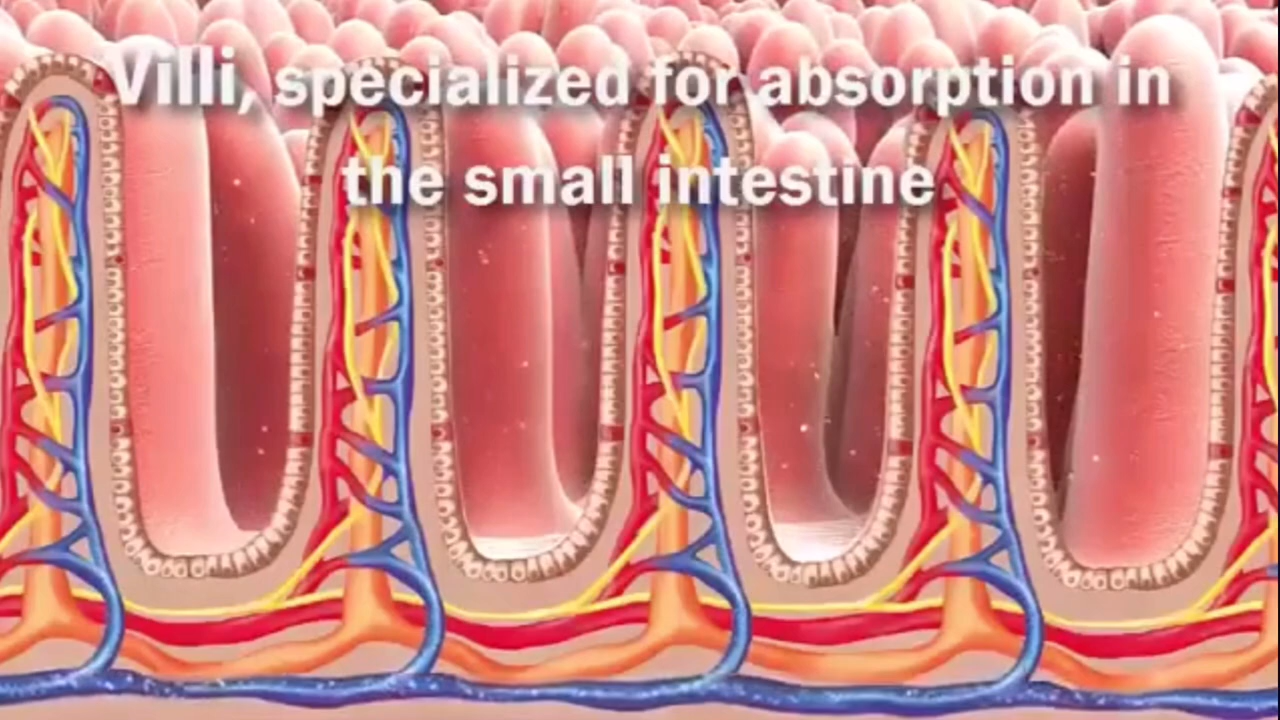 Villi, specialized for absorption in
the small intestine